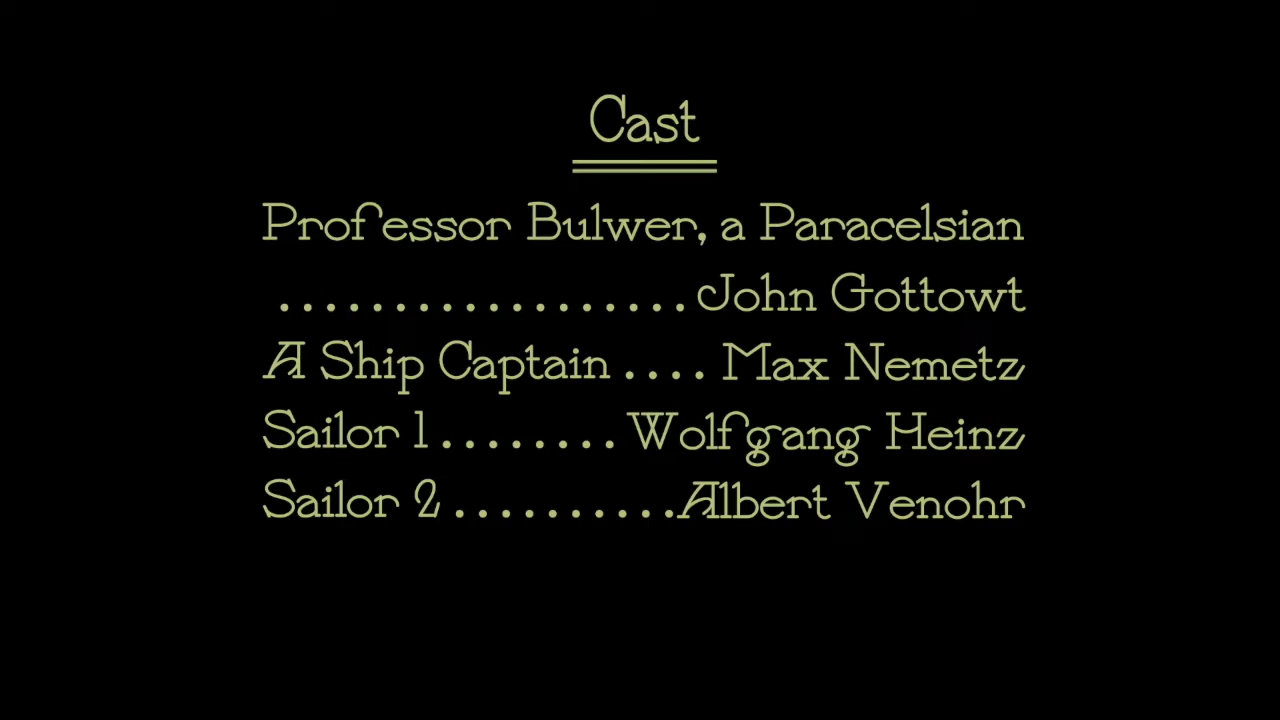 Cast
Professor Bulwer, a Paracelsian
..................John Gottowt
A Ship Captain .... Max Nemetz
Sailor 1........ Wolfgang Heinz
Sailor 2..........Albert Venohr